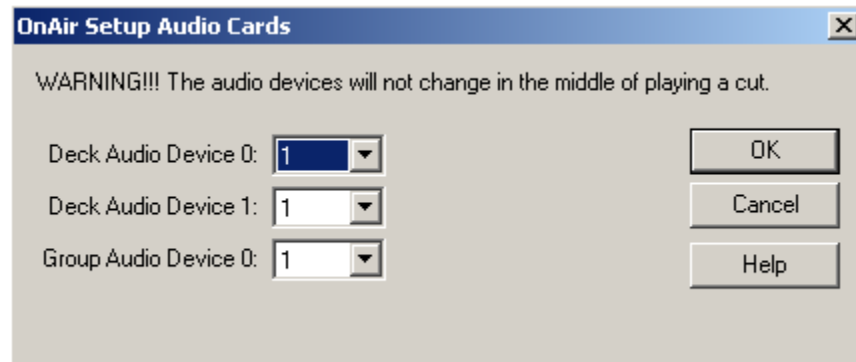 OnAir Setup Audio Cards
WARNING!!! The audio devices will not change in the middle of playing a cut.
Deck Audio Device 0: 1
OK
Deck Audio Device 1: 1
Cancel
Group Audio Device 0: 1
Help